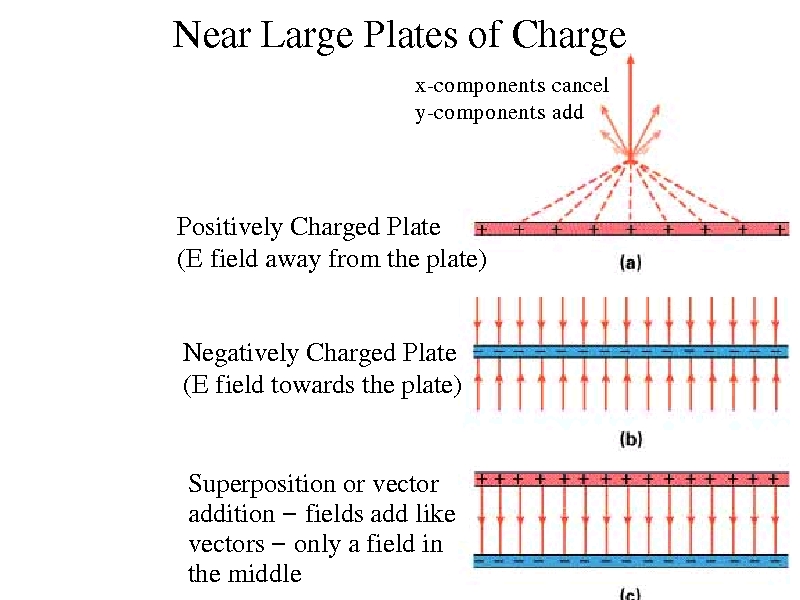 Near Large Plates of Charge
x-components cancel
y-components add
Positively Charged Plate
(E field away from the plate)
+ + + + + + + + +
(a)
Negatively Charged Plate
(E field towards the plate)
(b)
Superposition or vector
addition − fields add like
vectors − only a field in
the middle
(c)